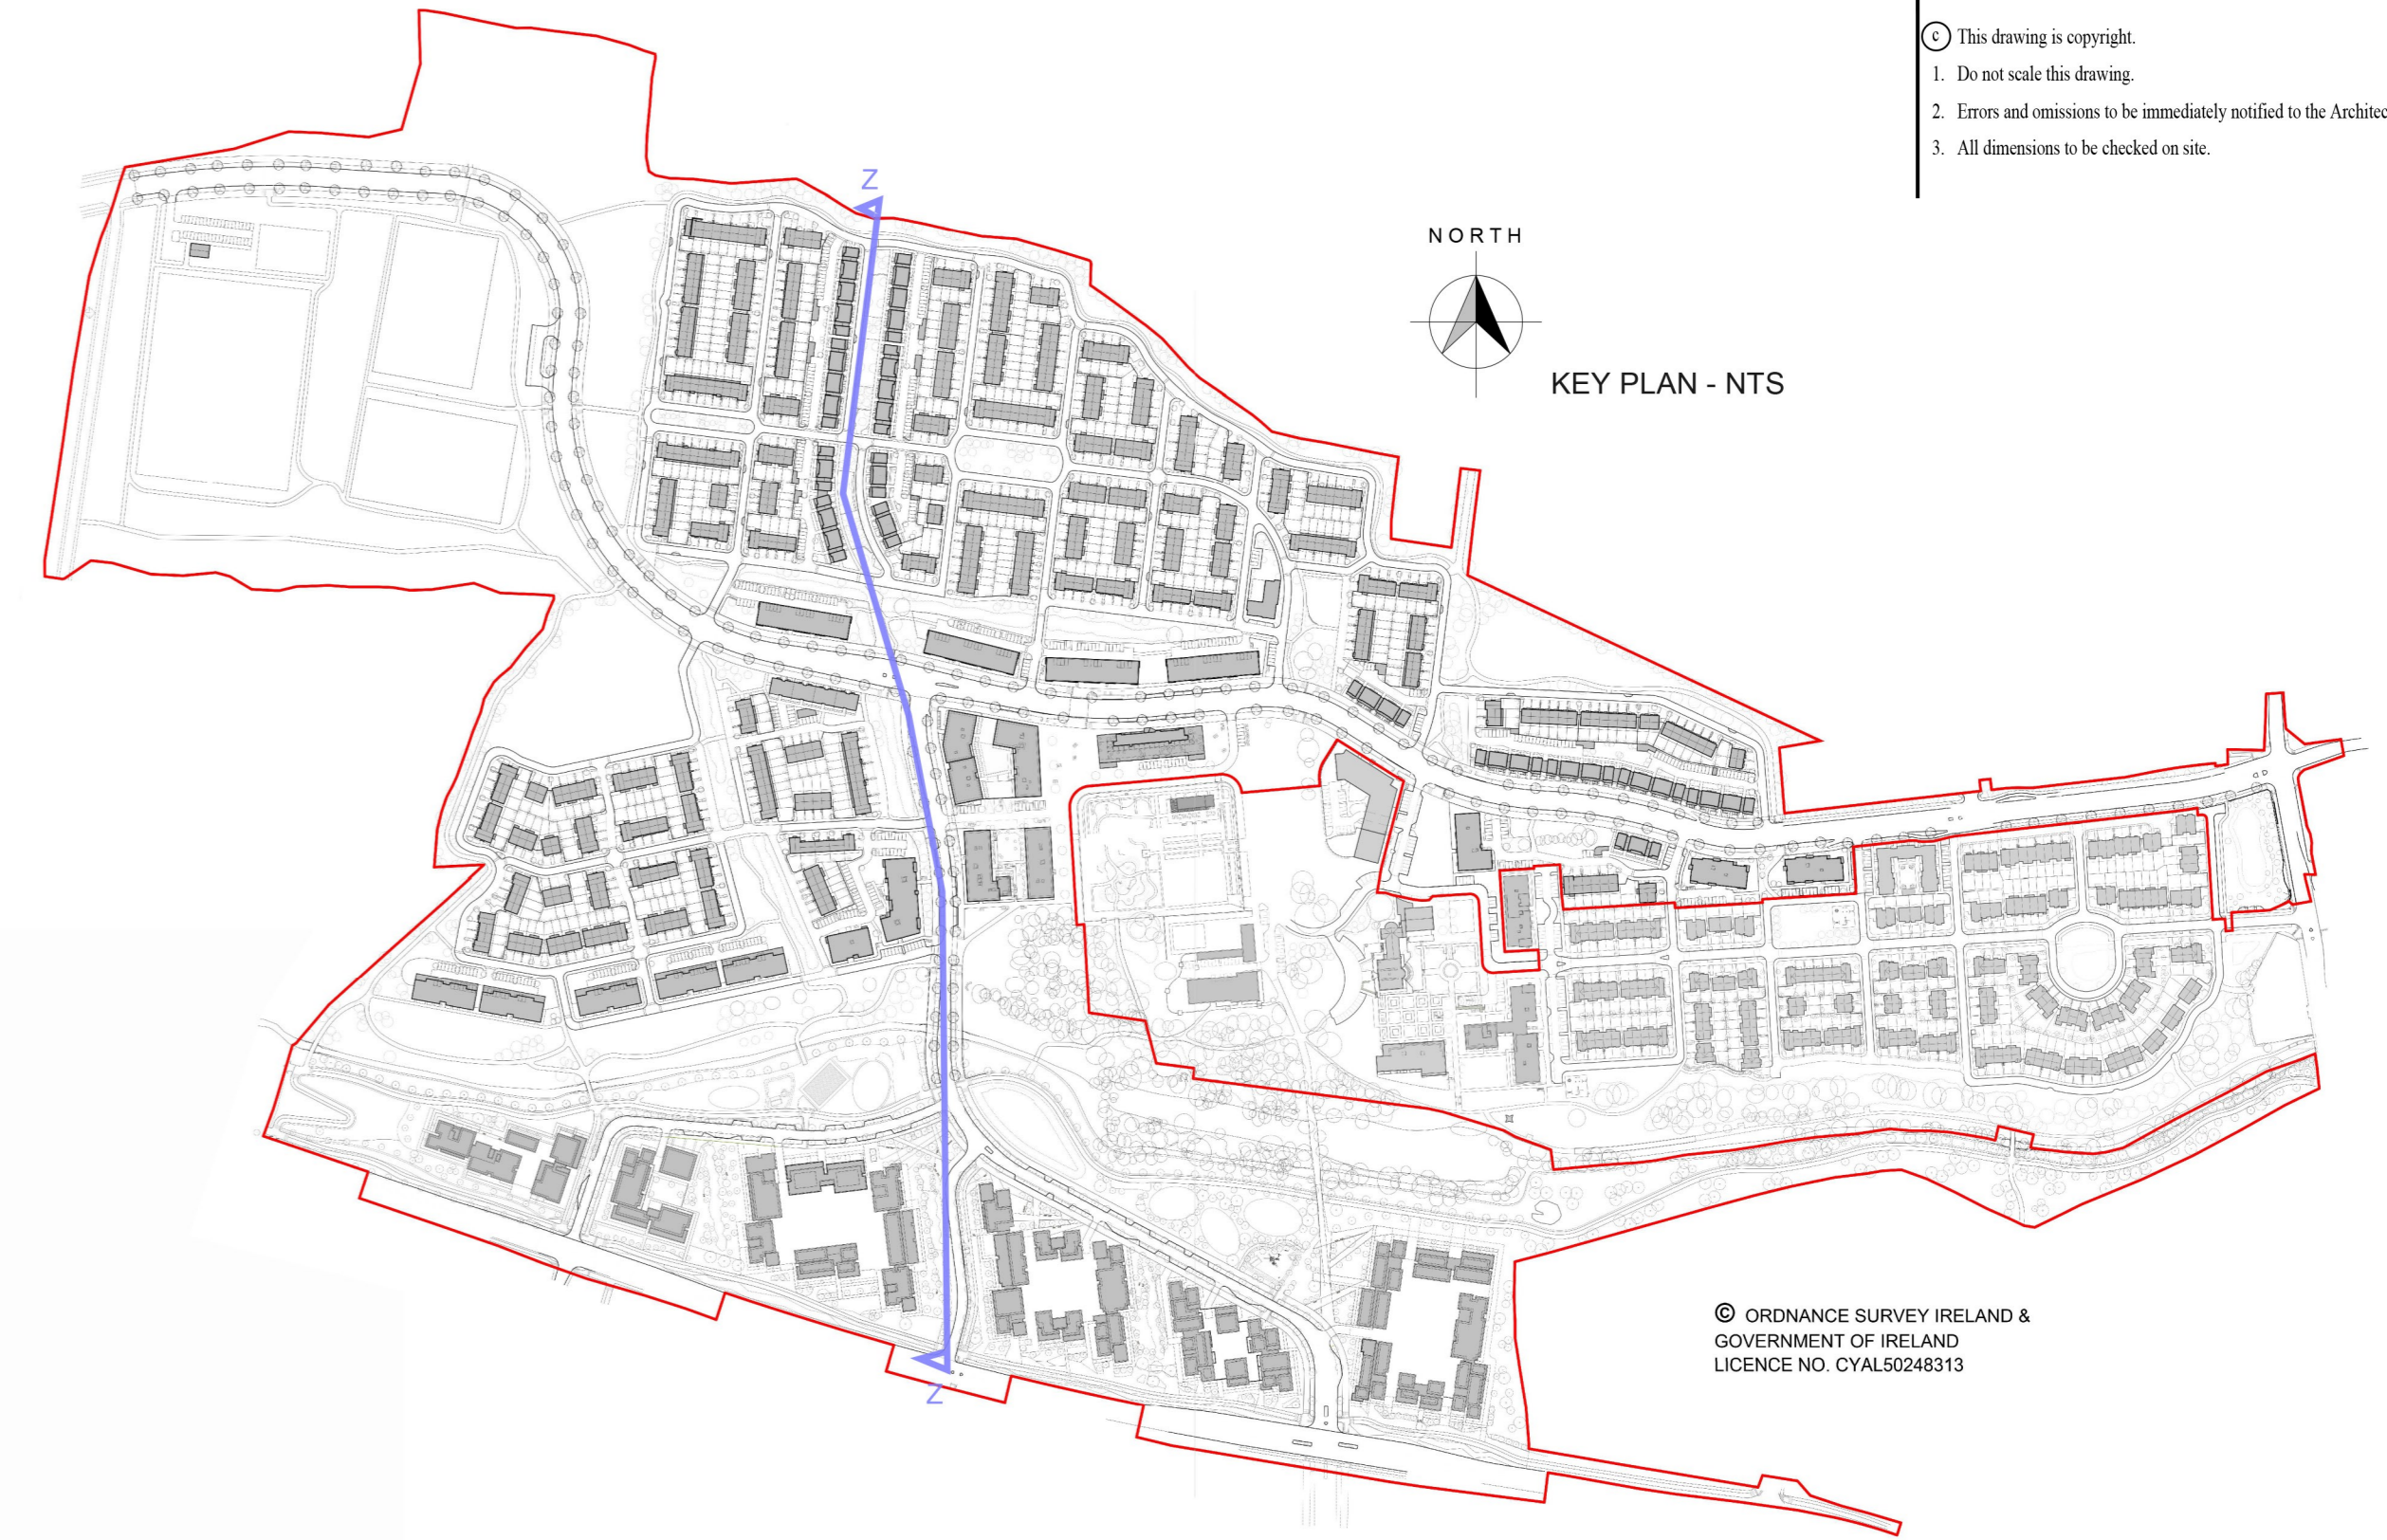 c This drawing is copyright.
1. Do not scale this drawing.
2. Errors and omissions to be immediately notified to the Architec
3. All dimensions to be checked on site.
Z
NORTH
KEY PLAN - NTS
© ORDNANCE SURVEY IRELAND &
GOVERNMENT OF IRELAND
LICENCE NO. CYAL50248313
Z